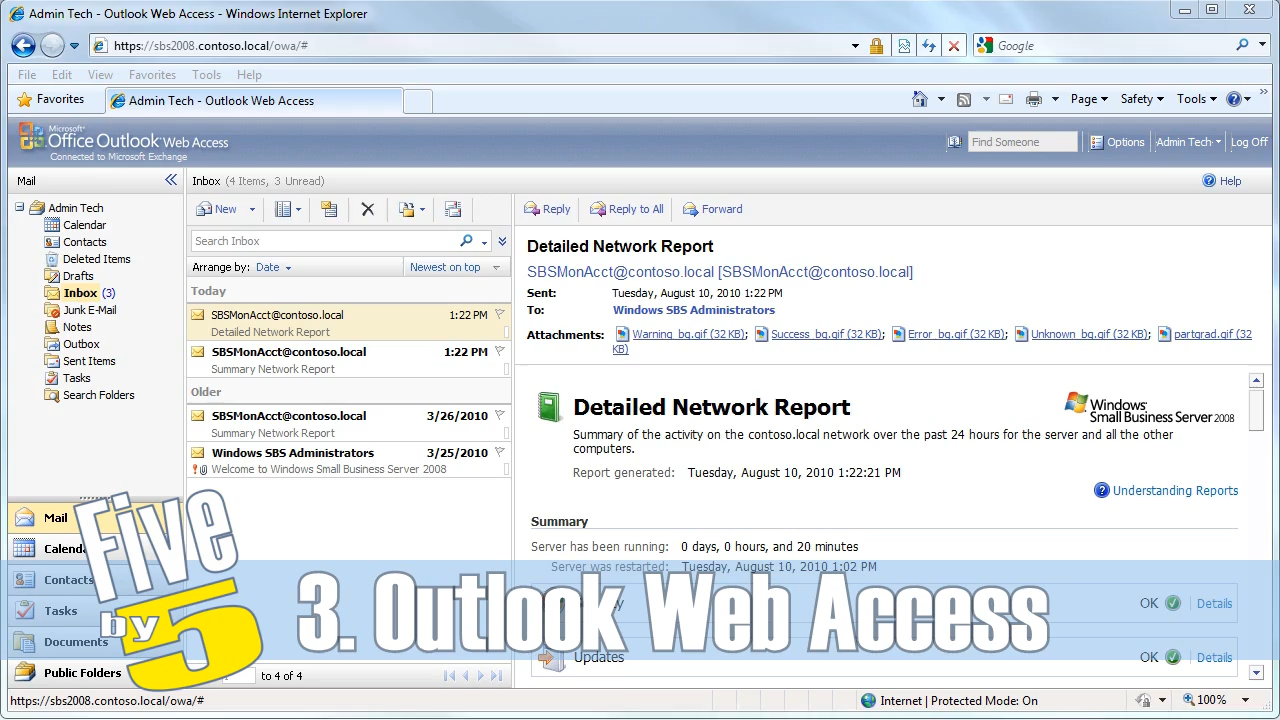 Admin Tech - Outlook Web Access - Windows Internet Explorer
https://sbs2008.contoso.local/owa/#
Google
File Edit View Favorites Tools Help
Favorites
Admin Tech - Outlook Web Access
Page Safety Tools
Microsoft
Office Outlook Web Access
Connected to Microsoft Exchange
Find Someone
Options
Admin Tech
Log Off
Mail
Inbox (4 Items, 3 Unread)
Help
Admin Tech
Calendar
Contacts
Deleted Items
Drafts
Inbox (3)
Junk E-Mail
Notes
Outbox
Sent Items
Tasks
Search Folders
New
Search Inbox
Arrange by: Date
Newest on top
Today
SBSMonAcct@contoso.local 1:22 PM
Detailed Network Report
SBSMonAcct@contoso.local 1:22 PM
Summary Network Report
Older
SBSMonAcct@contoso.local 3/26/2010
Summary Network Report
Windows SBS Administrators 3/25/2010
Welcome to Windows Small Business Server 2008
Reply Reply to All Forward
Detailed Network Report
SBSMonAcct@contoso.local [SBSMonAcct@contoso.local]
Sent: Tuesday, August 10, 2010 1:22 PM
To: Windows SBS Administrators
Attachments: Warning_bg.gif (32 KB); Success_bg.gif (32 KB); Error_bg.gif (32 KB); Unknown_bg.gif (32 KB); partgrad.gif (32
KB)
Detailed Network Report
Windows
Small Business Server 2008
Summary of the activity on the contoso.local network over the past 24 hours for the server and all the other
computers.
Report generated: Tuesday, August 10, 2010 1:22:21 PM
Understanding Reports
Summary
Server has been running: 0 days, 0 hours, and 20 minutes
Server was restarted: Tuesday, August 10, 2010 1:02 PM
OK Details
Updates OK Details
Mail
Contacts
Tasks
Documents
Public Folders
to 4 of 4
Five
by 5
3. Outlook Web Access
https://sbs2008.contoso.local/owa/#
Internet | Protected Mode: On
100%